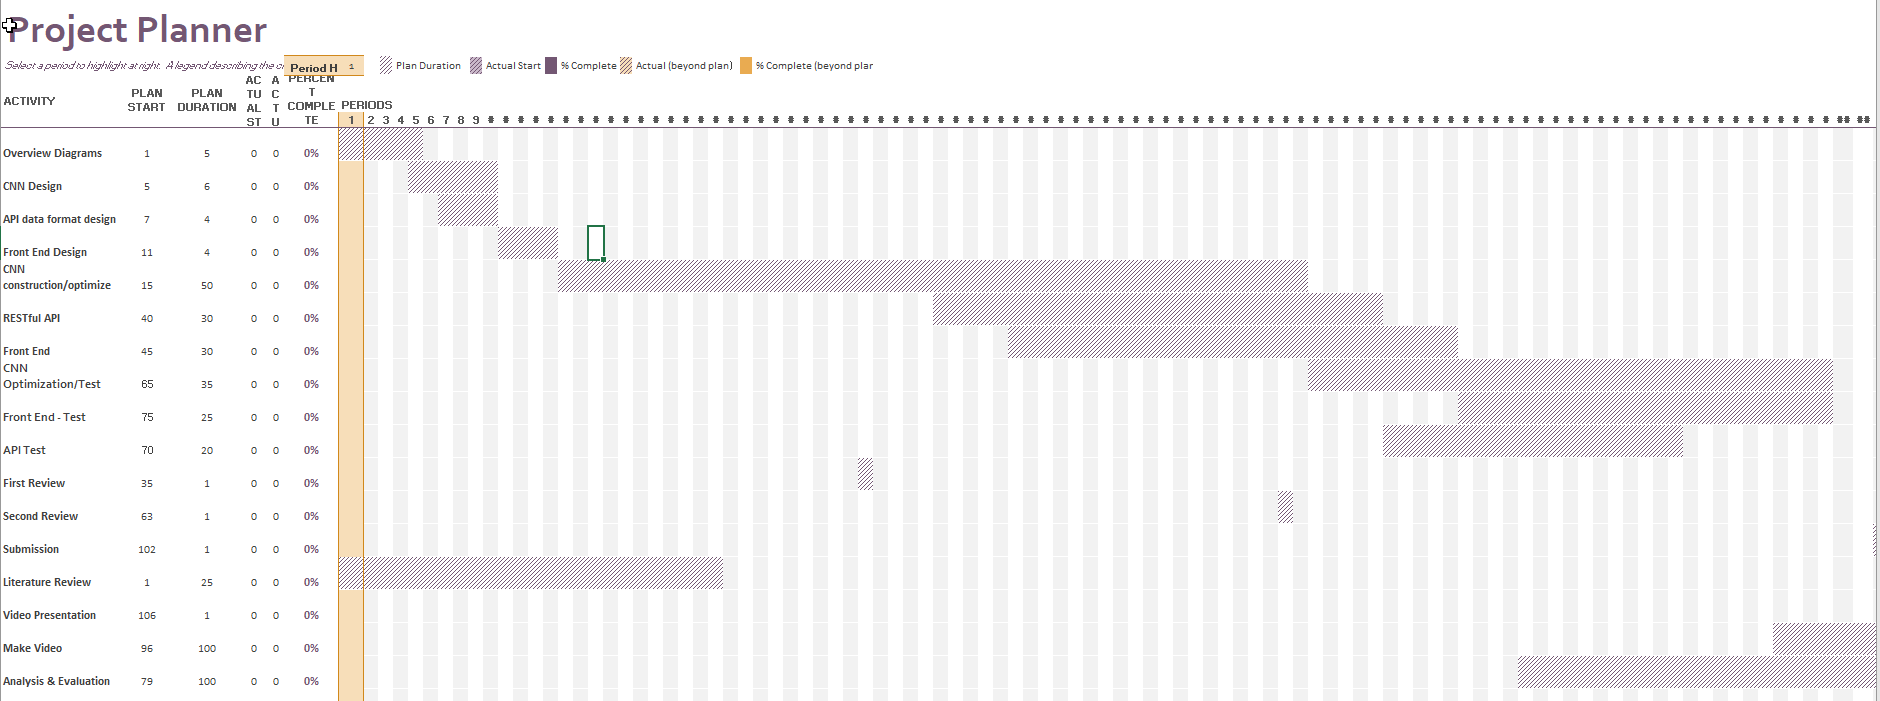 Project Planner
Select a period to highlight at right. A legend describing the c
Period H 1
Plan Duration Actual Start % Complete Actual (beyond plan) % Complete (beyond plan
ACTIVITY PLAN START PLAN DURATION ACTUAL ST ACTU PERCENT COMPLETE PERIODS
1 2 3 4 5 6 7 8 9 # # # # # # # # # # # # # # # # # # # # # # # # # # # # # # # # # # # # # # # # # # # # # # # # # # # # # # # # # # # # # # # # # # # # # # # # # # # # # # # # # # # # # # # # # # ## ##
Overview Diagrams 1 5 0 0 0%
CNN Design 5 6 0 0 0%
API data format design 7 4 0 0 0%
Front End Design 11 4 0 0 0%
CNN
construction/optimize 15 50 0 0 0%
RESTful API 40 30 0 0 0%
Front End 45 30 0 0 0%
CNN
Optimization/Test 65 35 0 0 0%
Front End - Test 75 25 0 0 0%
API Test 70 20 0 0 0%
First Review 35 1 0 0 0%
Second Review 63 1 0 0 0%
Submission 102 1 0 0 0%
Literature Review 1 25 0 0 0%
Video Presentation 106 1 0 0 0%
Make Video 96 100 0 0 0%
Analysis & Evaluation 79 100 0 0 0%